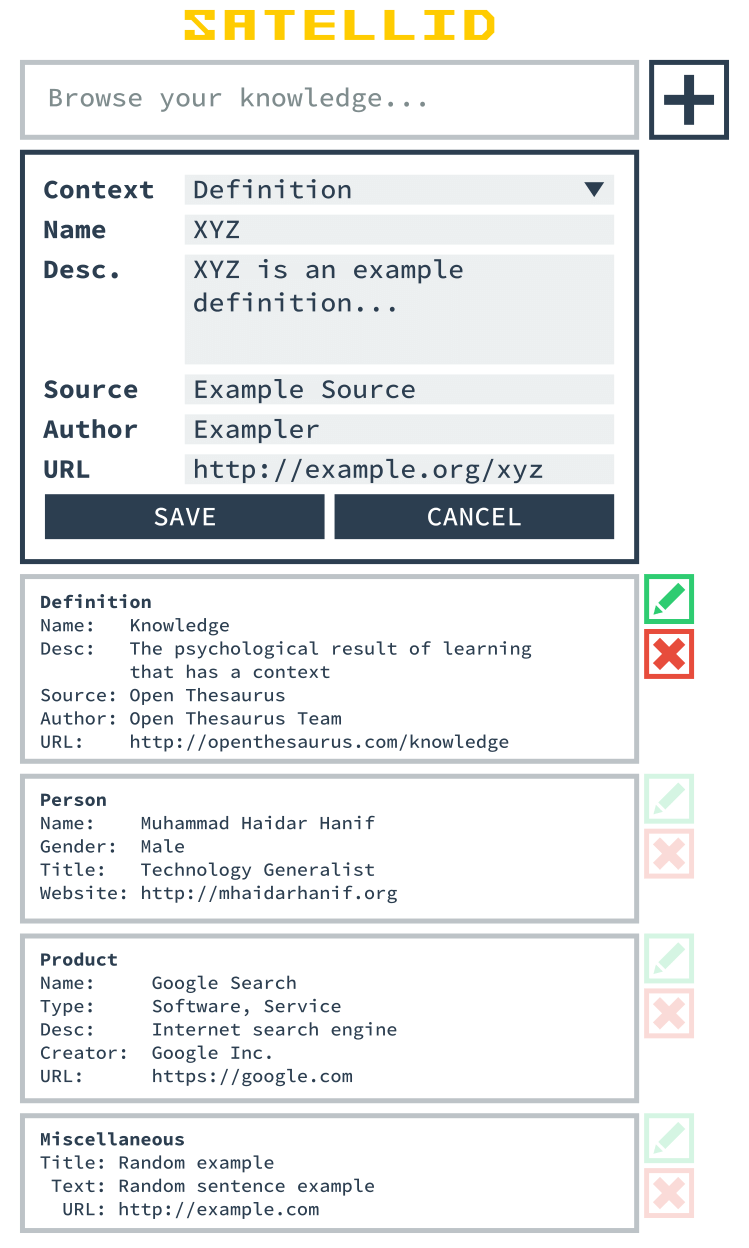 SATELLID
Browse your knowledge...
Context Definition
Name XYZ
Desc. XYZ is an example
definition...
Source Example Source
Author Exampler
URL http://example.org/xyz
SAVE CANCEL
Definition
Name: Knowledge
Desc: The psychological result of learning
that has a context
Source: Open Thesaurus
Author: Open Thesaurus Team
URL: http://openthesaurus.com/knowledge
Person
Name: Muhammad Haidar Hanif
Gender: Male
Title: Technology Generalist
Website: http://mhaidarhanif.org
Product
Name: Google Search
Type: Software, Service
Desc: Internet search engine
Creator: Google Inc.
URL: https://google.com
Miscellaneous
Title: Random example
Text: Random sentence example
URL: http://example.com